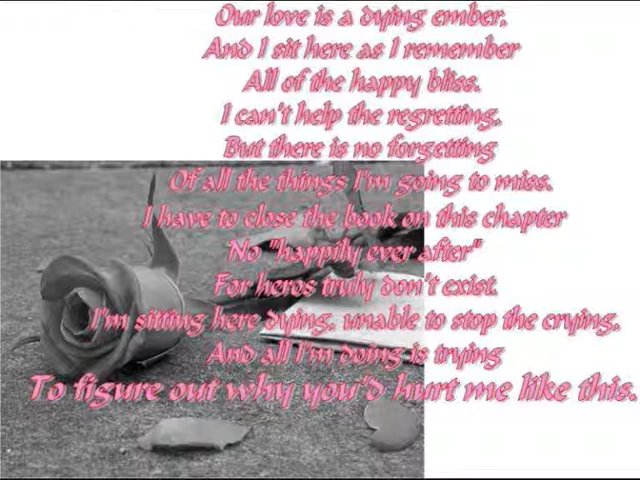 Our love is a dying ember,
And I sit here as I remember
All of the happy bliss.
I can't help the regretting,
But there is no forgetting
Of all the things I'm going to miss.
I have to close the book on this chapter
No "happily ever after"
For heros truly don't exist.
I'm sitting here dying, unable to stop the crying,
And all I'm doing is trying
To figure out why you'd hurt me like this.